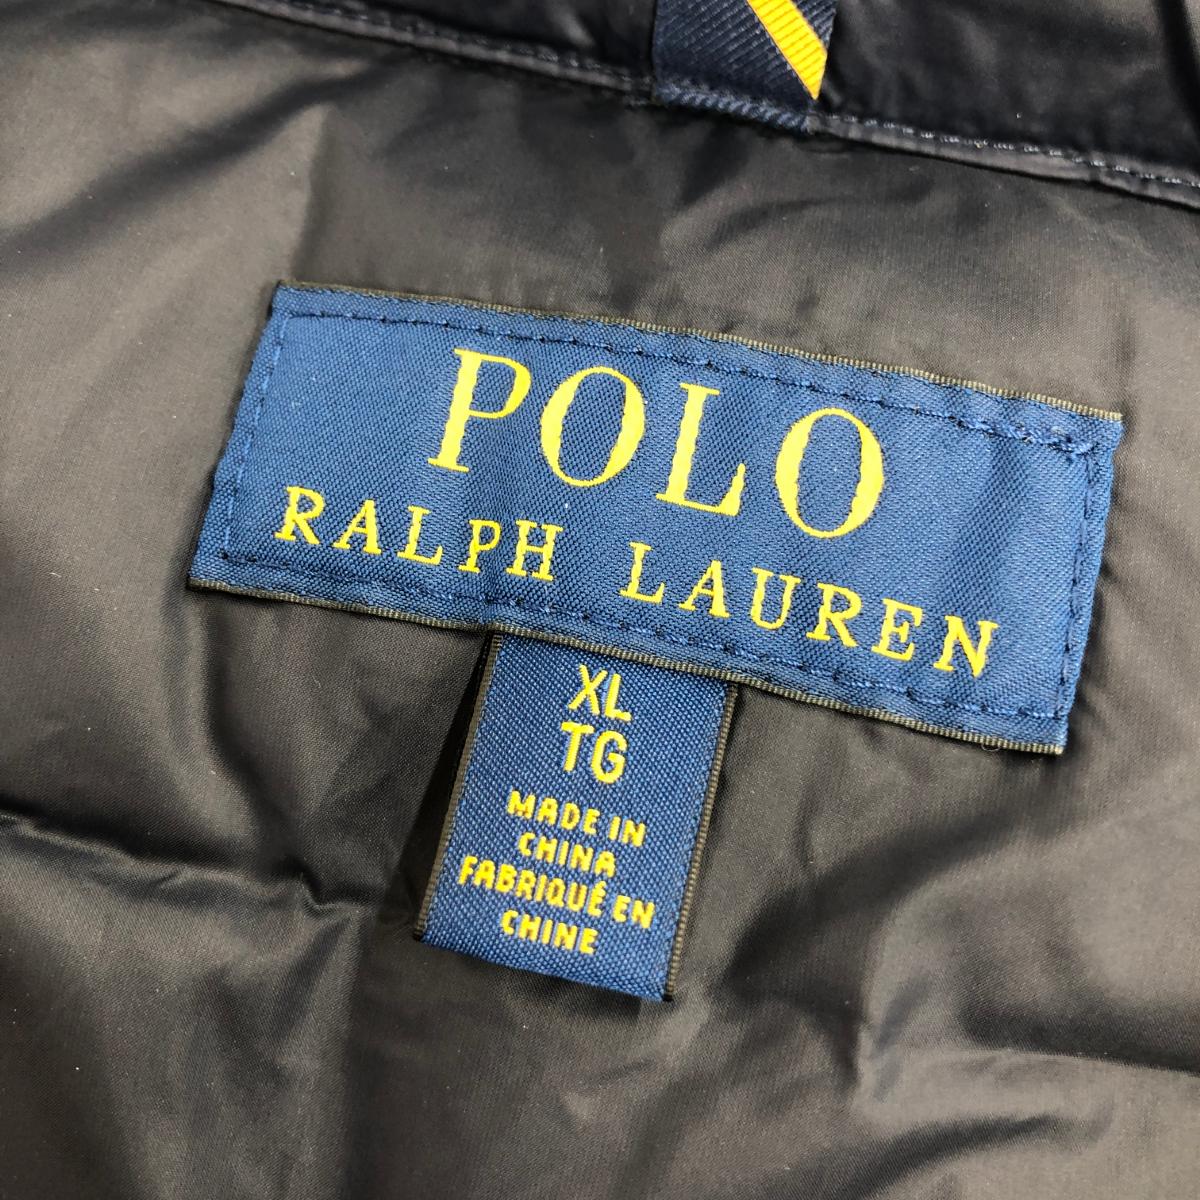 POLO
RALPH LAUREN
XL
TG
MADE IN
CHINA
FABRIQUÉ EN
CHINE